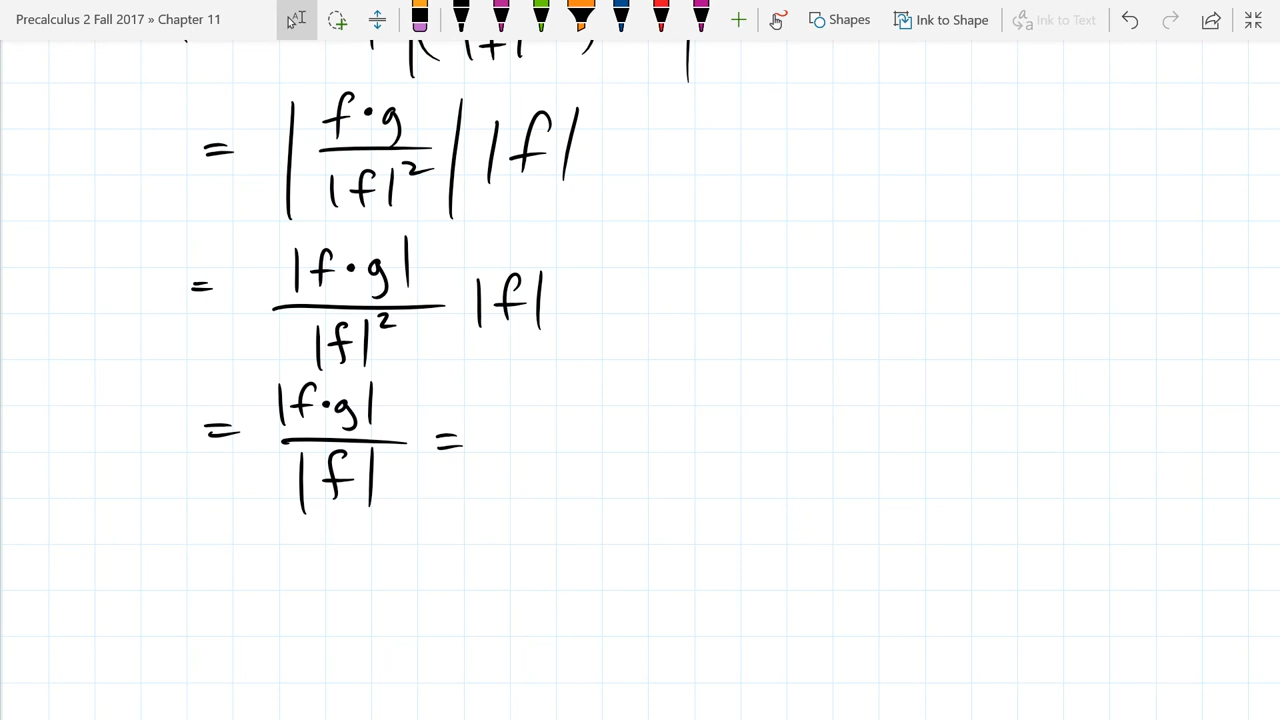 Precalculus 2 Fall 2017 » Chapter 11
Shapes
Ink to Shape
Ink to Text
= | f · g / |f|² | |f|
= |f · g| / |f|² |f|
= |f · g| / |f| =